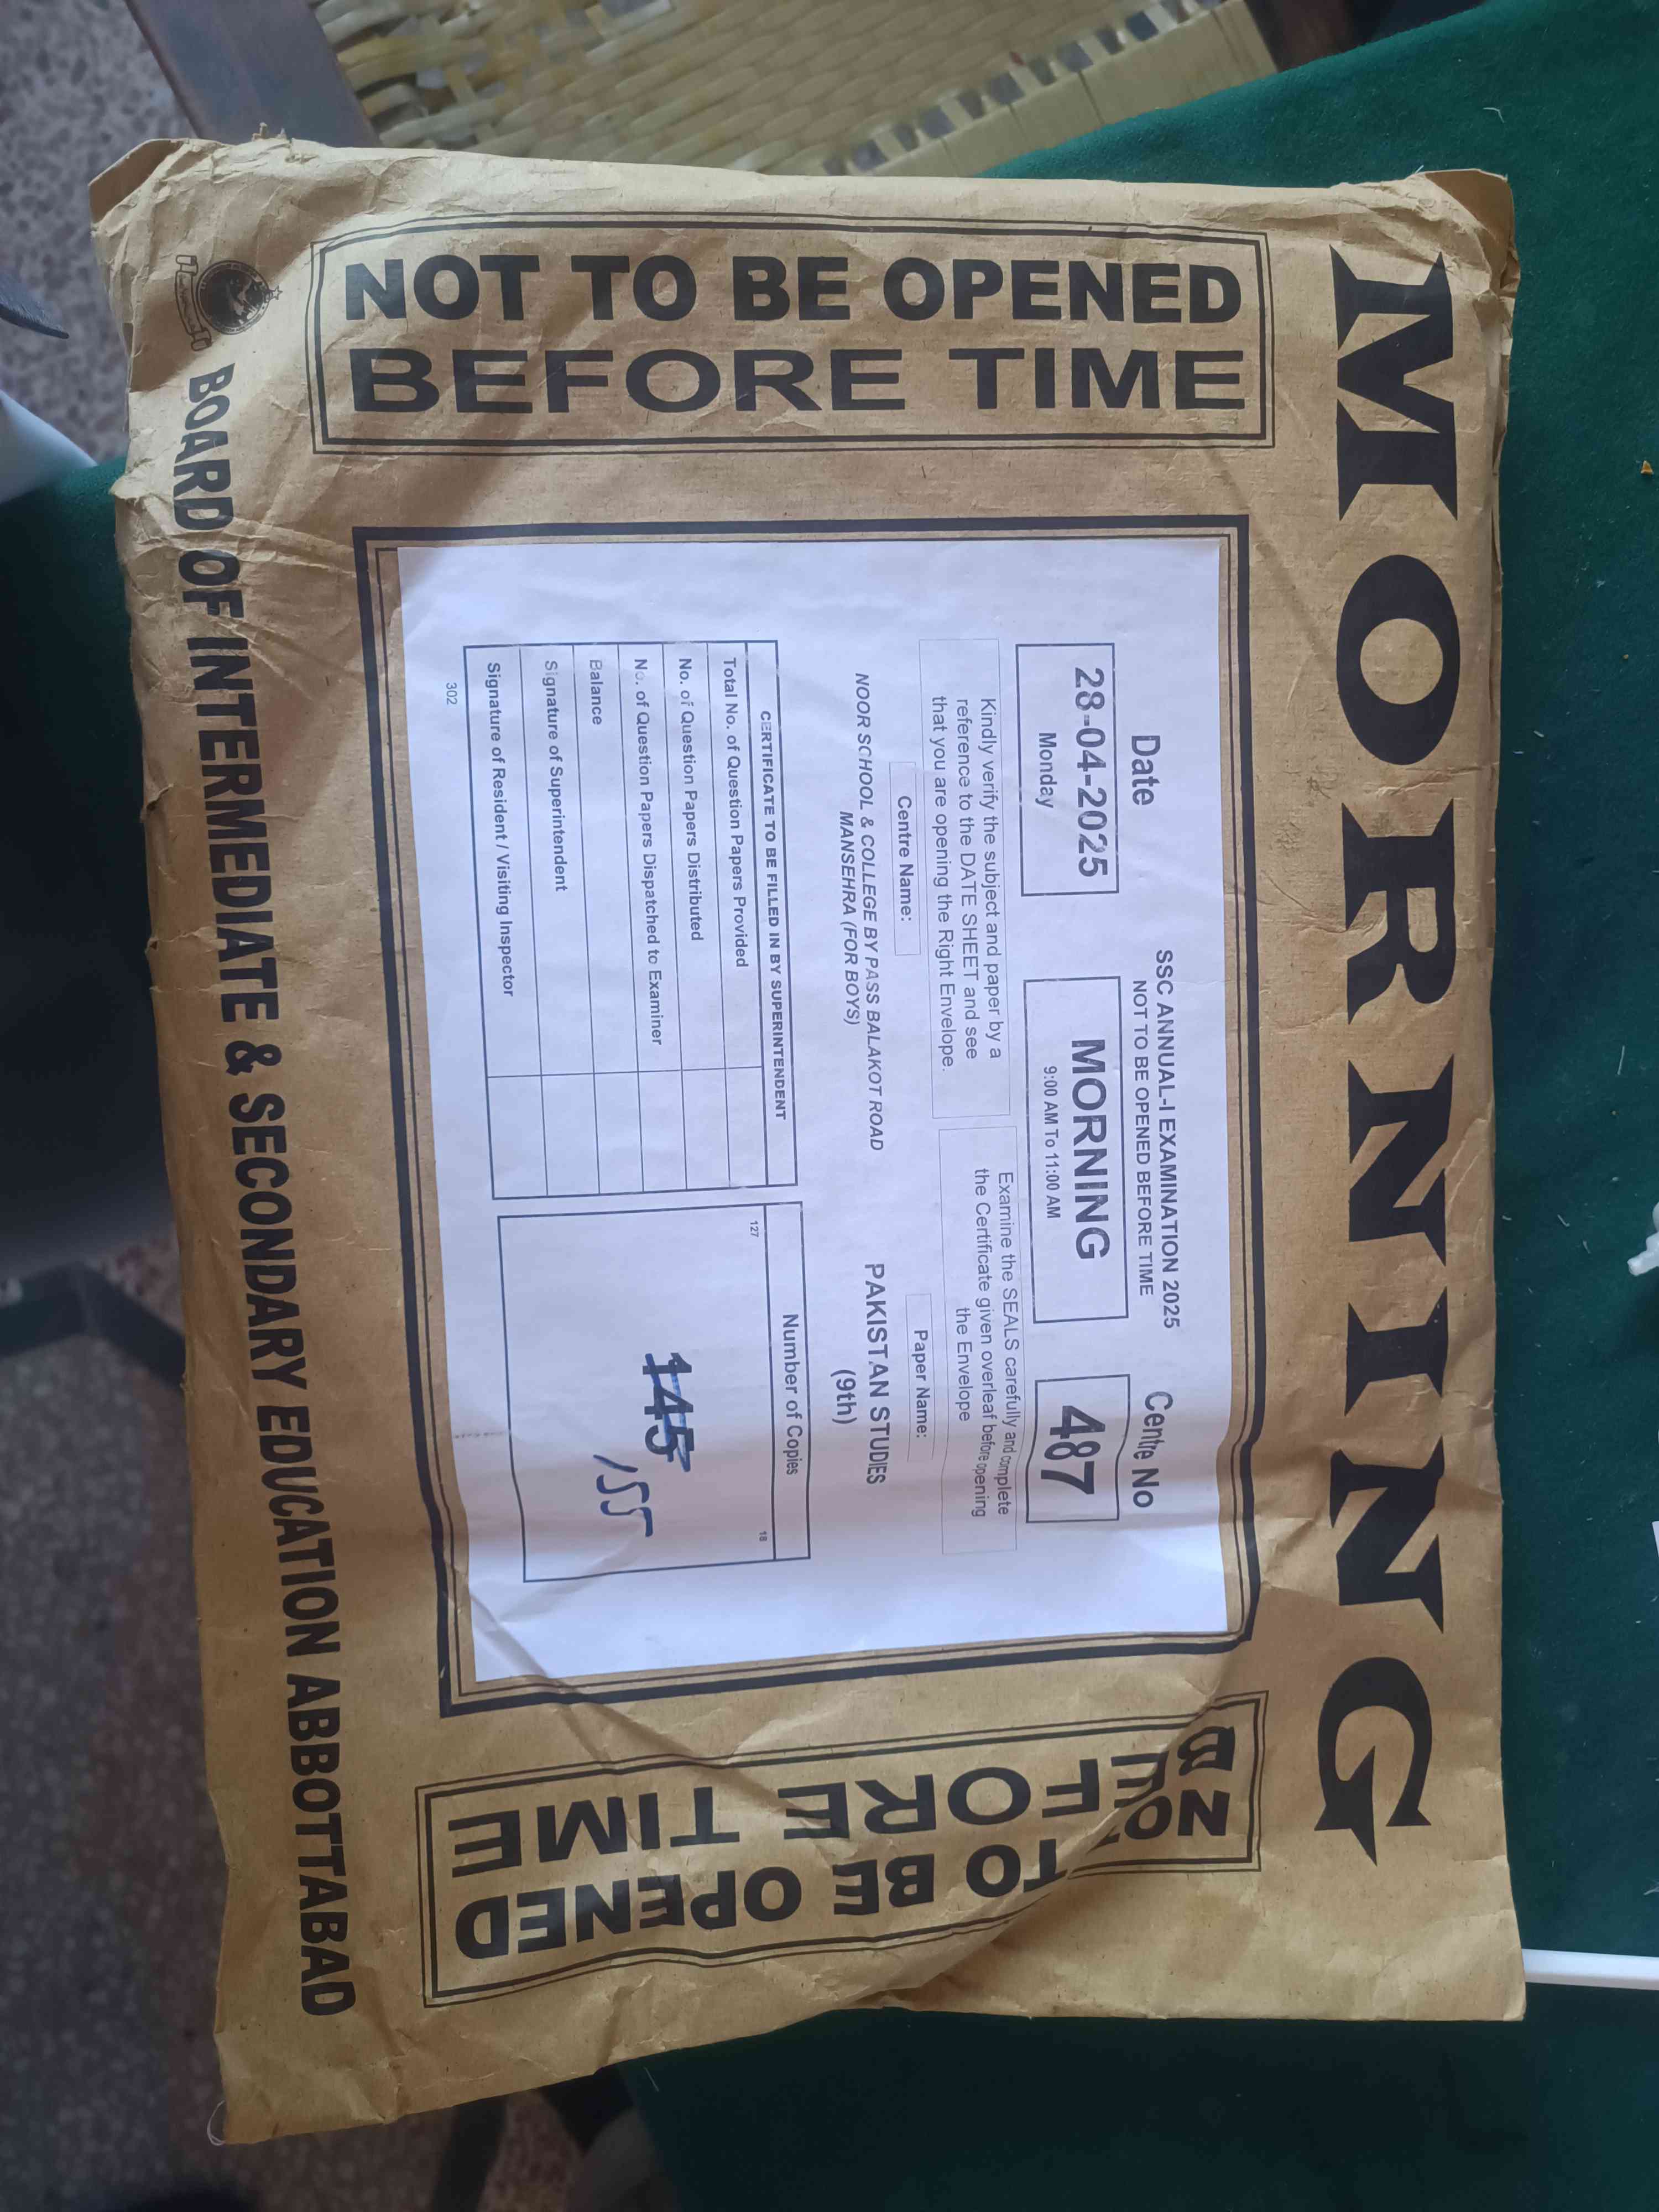 MORNING
NOT TO BE OPENED
BEFORE TIME
SSC ANNUAL-I EXAMINATION 2025
NOT TO BE OPENED BEFORE TIME
Date
28-04-2025
Monday
MORNING
9:00 AM To 11:00 AM
Centre No
487
Kindly verify the subject and paper by a
reference to the DATE SHEET and see
that you are opening the Right Envelope.
Examine the SEALS carefully and complete
the Certificate given overleaf before opening
the Envelope
Centre Name:
NOOR SCHOOL & COLLEGE BY PASS BALAKOT ROAD
MANSEHRA (FOR BOYS)
Paper Name:
PAKISTAN STUDIES
(9th)
CERTIFICATE TO BE FILLED IN BY SUPERINTENDENT
Total No. of Question Papers Provided
No. of Question Papers Distributed
No. of Question Papers Dispatched to Examiner
Balance
Signature of Superintendent
Signature of Resident / Visiting Inspector
302
Number of Copies
127
18
145
155
NOT TO BE OPENED
BEFORE TIME
BOARD OF INTERMEDIATE & SECONDARY EDUCATION ABBOTTABAD